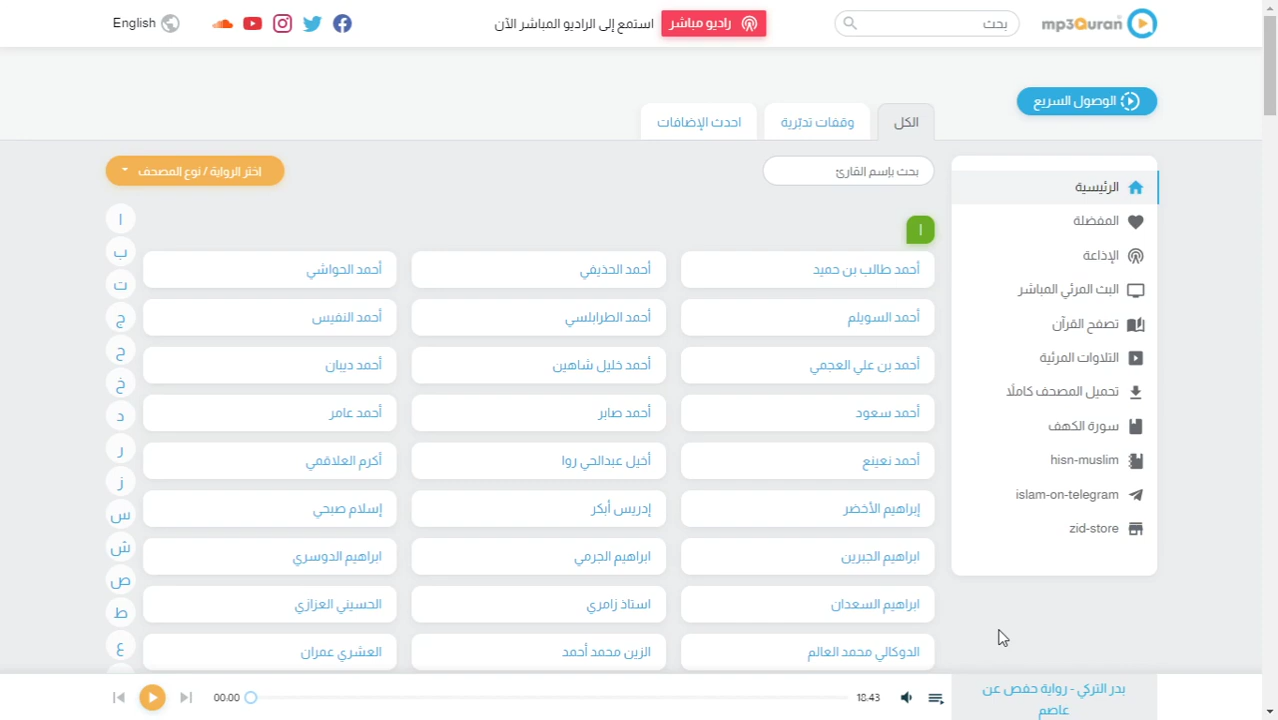 mp3Quran
بحث
راديو مباشر
استمع إلى الراديو المباشر الآن
English
الوصول السريع
الكل
وقفات تدبّرية
احدث الإضافات
الرئيسية
المفضلة
الإذاعة
البث المرئي المباشر
تصفح القرآن
التلاوات المرئية
تحميل المصحف كاملاً
سورة الكهف
hisn-muslim
islam-on-telegram
zid-store
بحث بإسم القارئ
اختر الرواية / نوع المصحف
ا
أحمد طالب بن حميد
أحمد الحذيفي
أحمد الحواشي
أحمد السويلم
أحمد الطرابلسي
أحمد النفيس
أحمد بن علي العجمي
أحمد خليل شاهين
أحمد ديبان
أحمد سعود
أحمد صابر
أحمد عامر
أحمد نعينع
أخيل عبدالحي روا
أكرم العلاقمي
إبراهيم الأخضر
إدريس أبكر
إسلام صبحي
ابراهيم الجبرين
ابراهيم الجرمي
ابراهيم الدوسري
ابراهيم السعدان
استاذ زامري
الحسيني العزازي
الدوكالي محمد العالم
الزين محمد أحمد
العشري عمران
ا
ب
ت
ج
ح
خ
د
ر
ز
س
ش
ص
ط
ع
بدر التركي - رواية حفص عن
عاصم
18:43
00:00